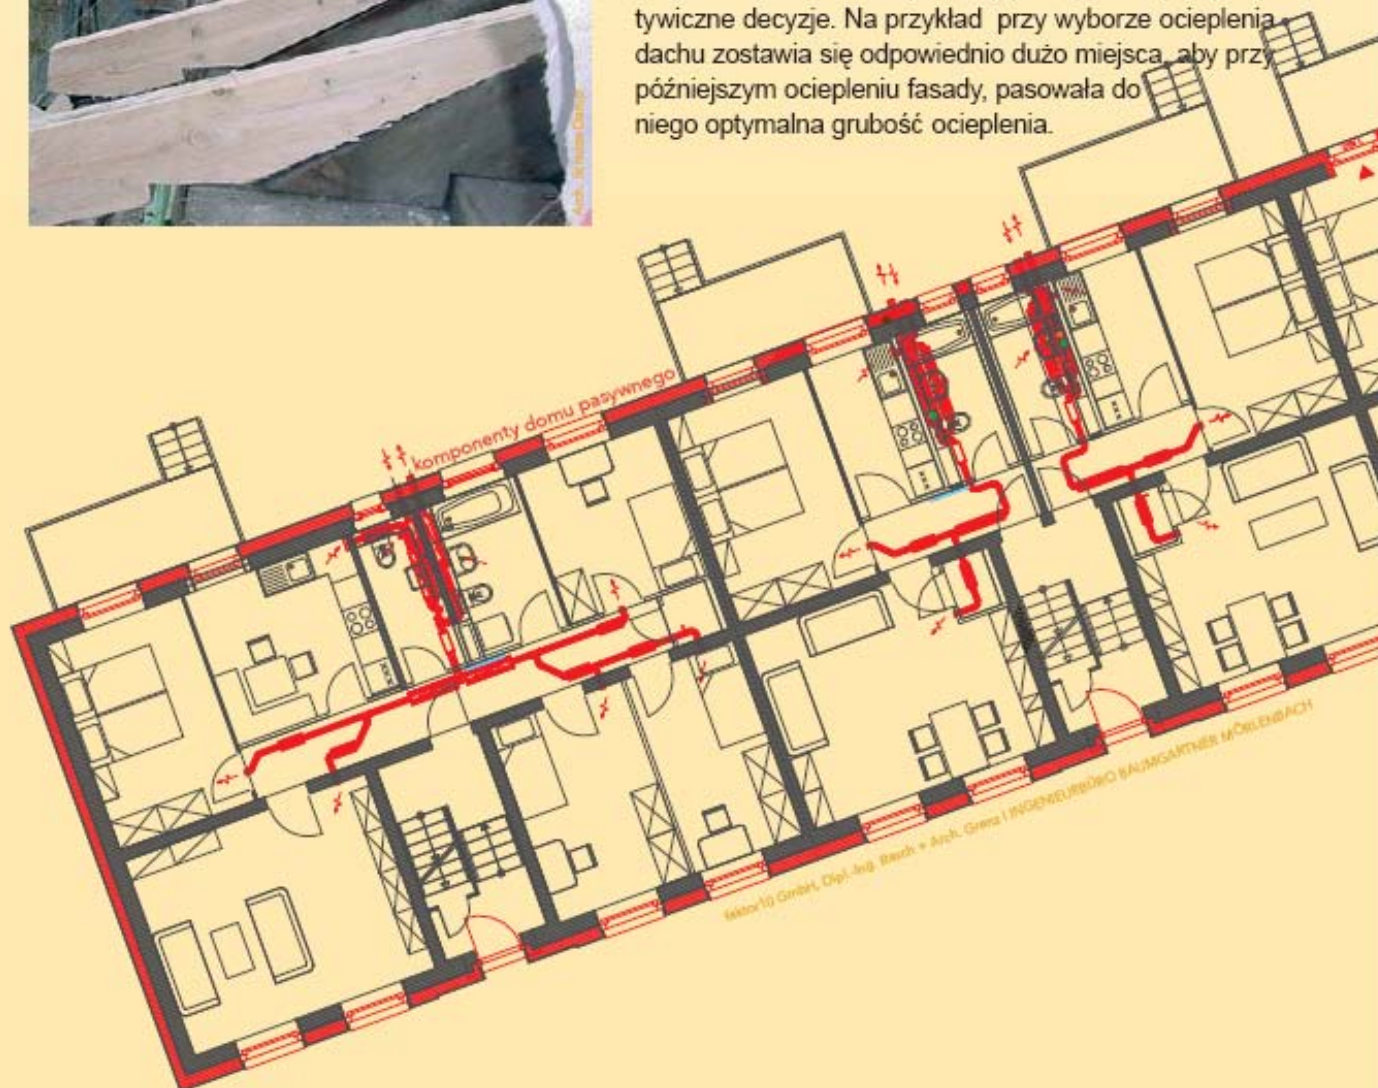 tywiczne decyzje. Na przykład przy wyborze ocieplenia
dachu zostawia się odpowiednio dużo miejsca, aby przy
późniejszym ociepleniu fasady, pasowała do
niego optymalna grubość ocieplenia.
komponenty domu pasywnego
faktor10 GmbH, Dipl.-Ing. Rasch + Arch. Grenz I INGENIEURBÜRO BAUMGARTNER MÖRLENBACH